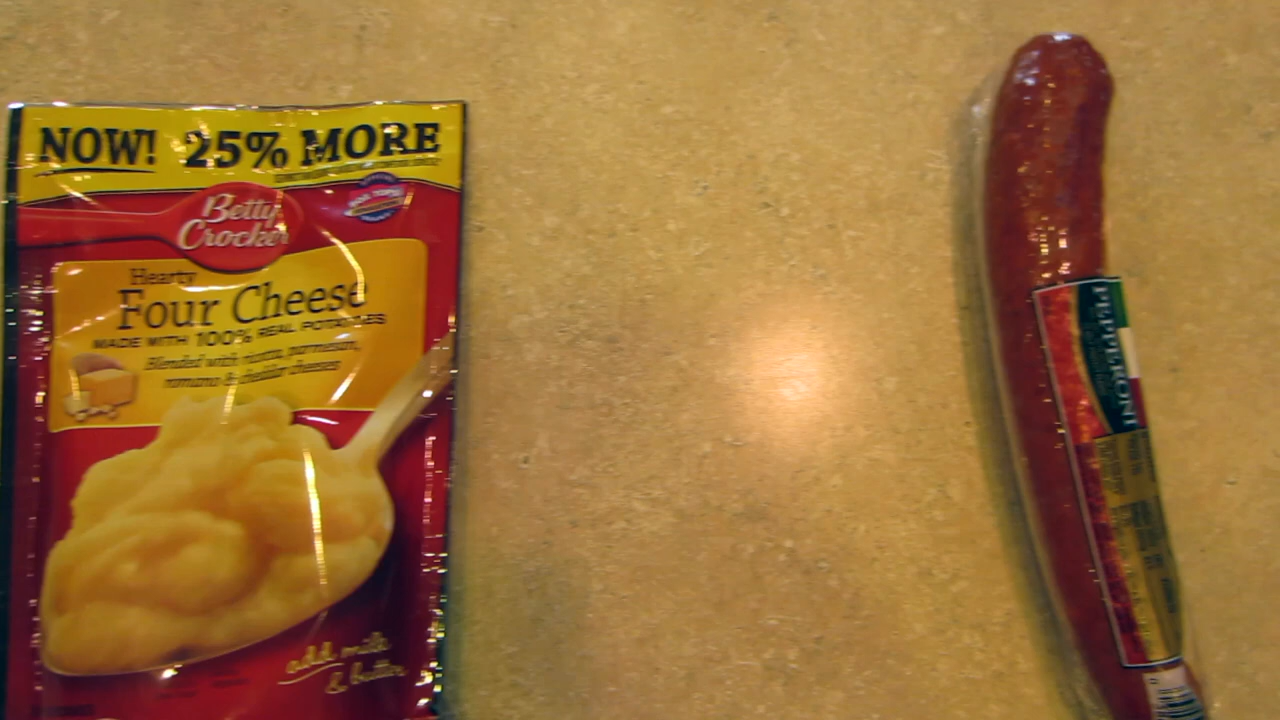 NOW! 25% MORE
Betty
Crocker
Hearty
Four Cheese
MADE WITH 100% REAL POTATOES
Blended with ricotta, parmesan,
romano & cheddar cheeses
add milk
& butter
PEPPERONI